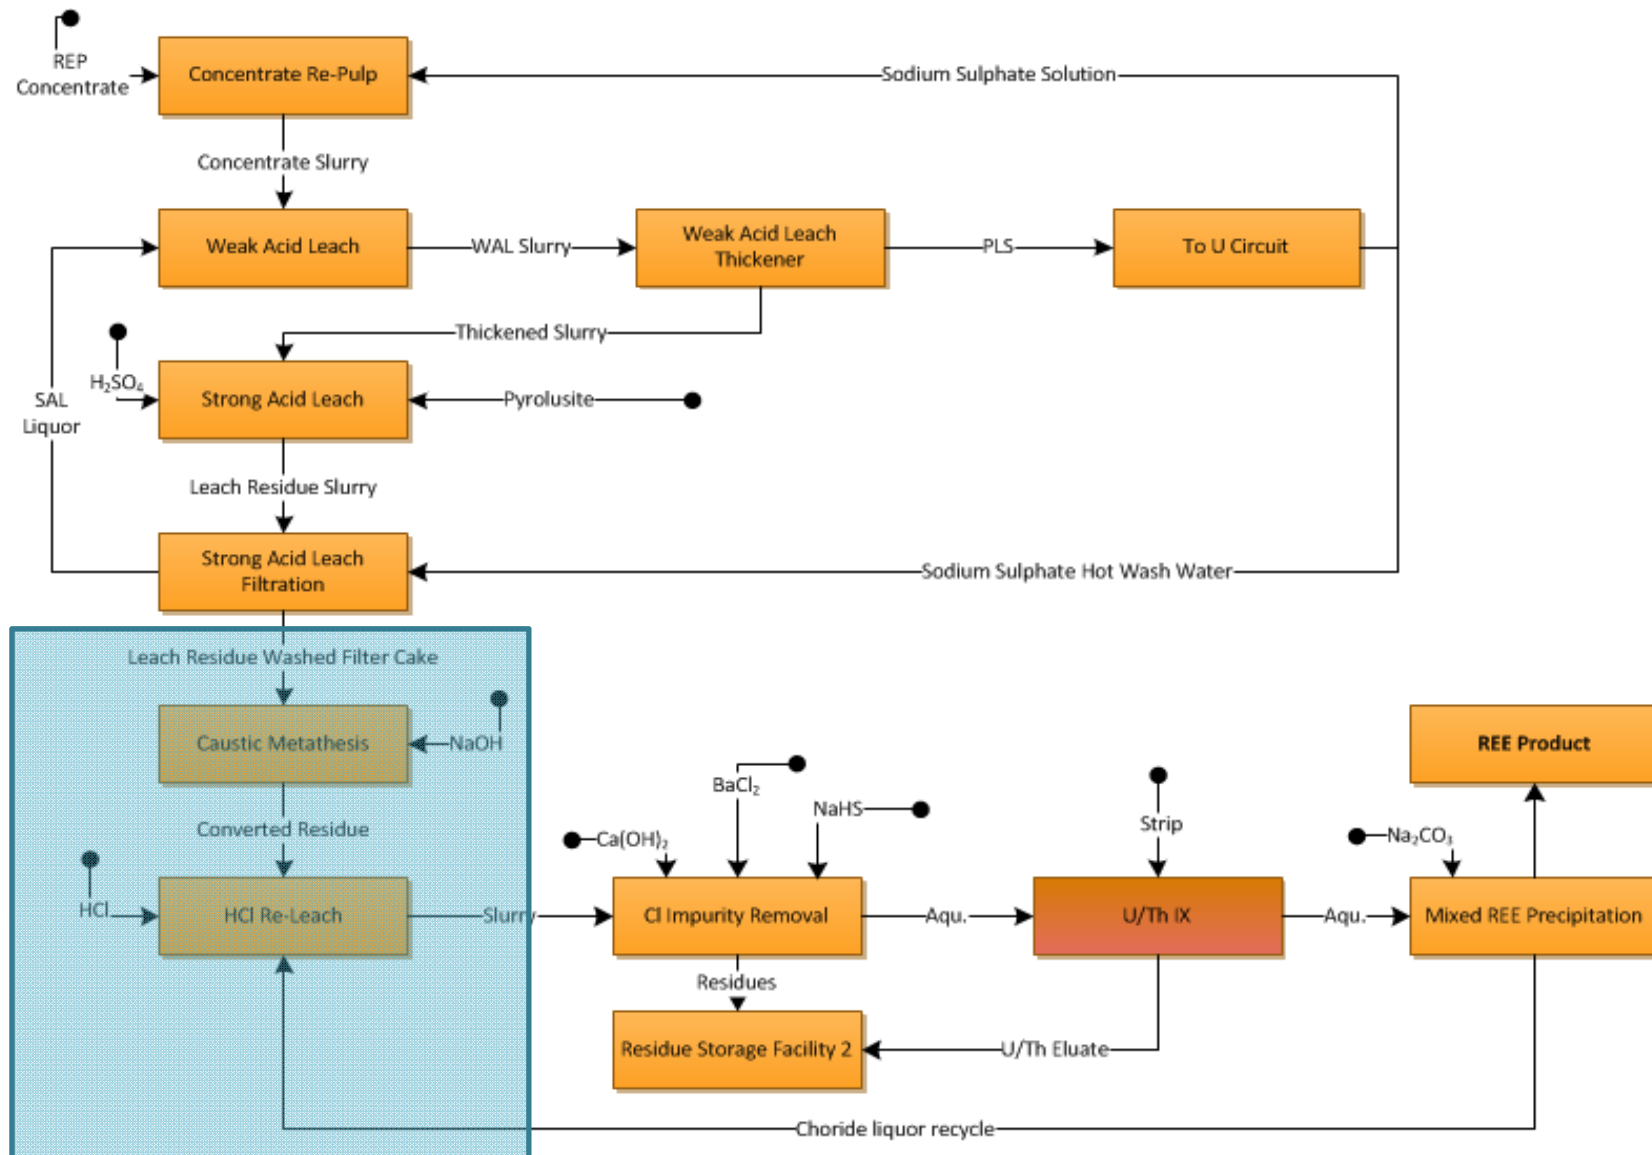 REP
Concentrate
Concentrate Re-Pulp
Sodium Sulphate Solution
Concentrate Slurry
Weak Acid Leach
WAL Slurry
Weak Acid Leach
Thickener
PLS
To U Circuit
Thickened Slurry
H₂SO₄
SAL
Liquor
Strong Acid Leach
Pyrolusite
Leach Residue Slurry
Strong Acid Leach
Filtration
Sodium Sulphate Hot Wash Water
Leach Residue Washed Filter Cake
Caustic Metathesis
NaOH
REE Product
BaCl₂
NaHS
Converted Residue
Ca(OH)₂
Strip
Na₂CO₃
HCl
HCl Re-Leach
Slurry
Cl Impurity Removal
Aqu.
U/Th IX
Aqu.
Mixed REE Precipitation
Residues
Residue Storage Facility 2
U/Th Eluate
Choride liquor recycle